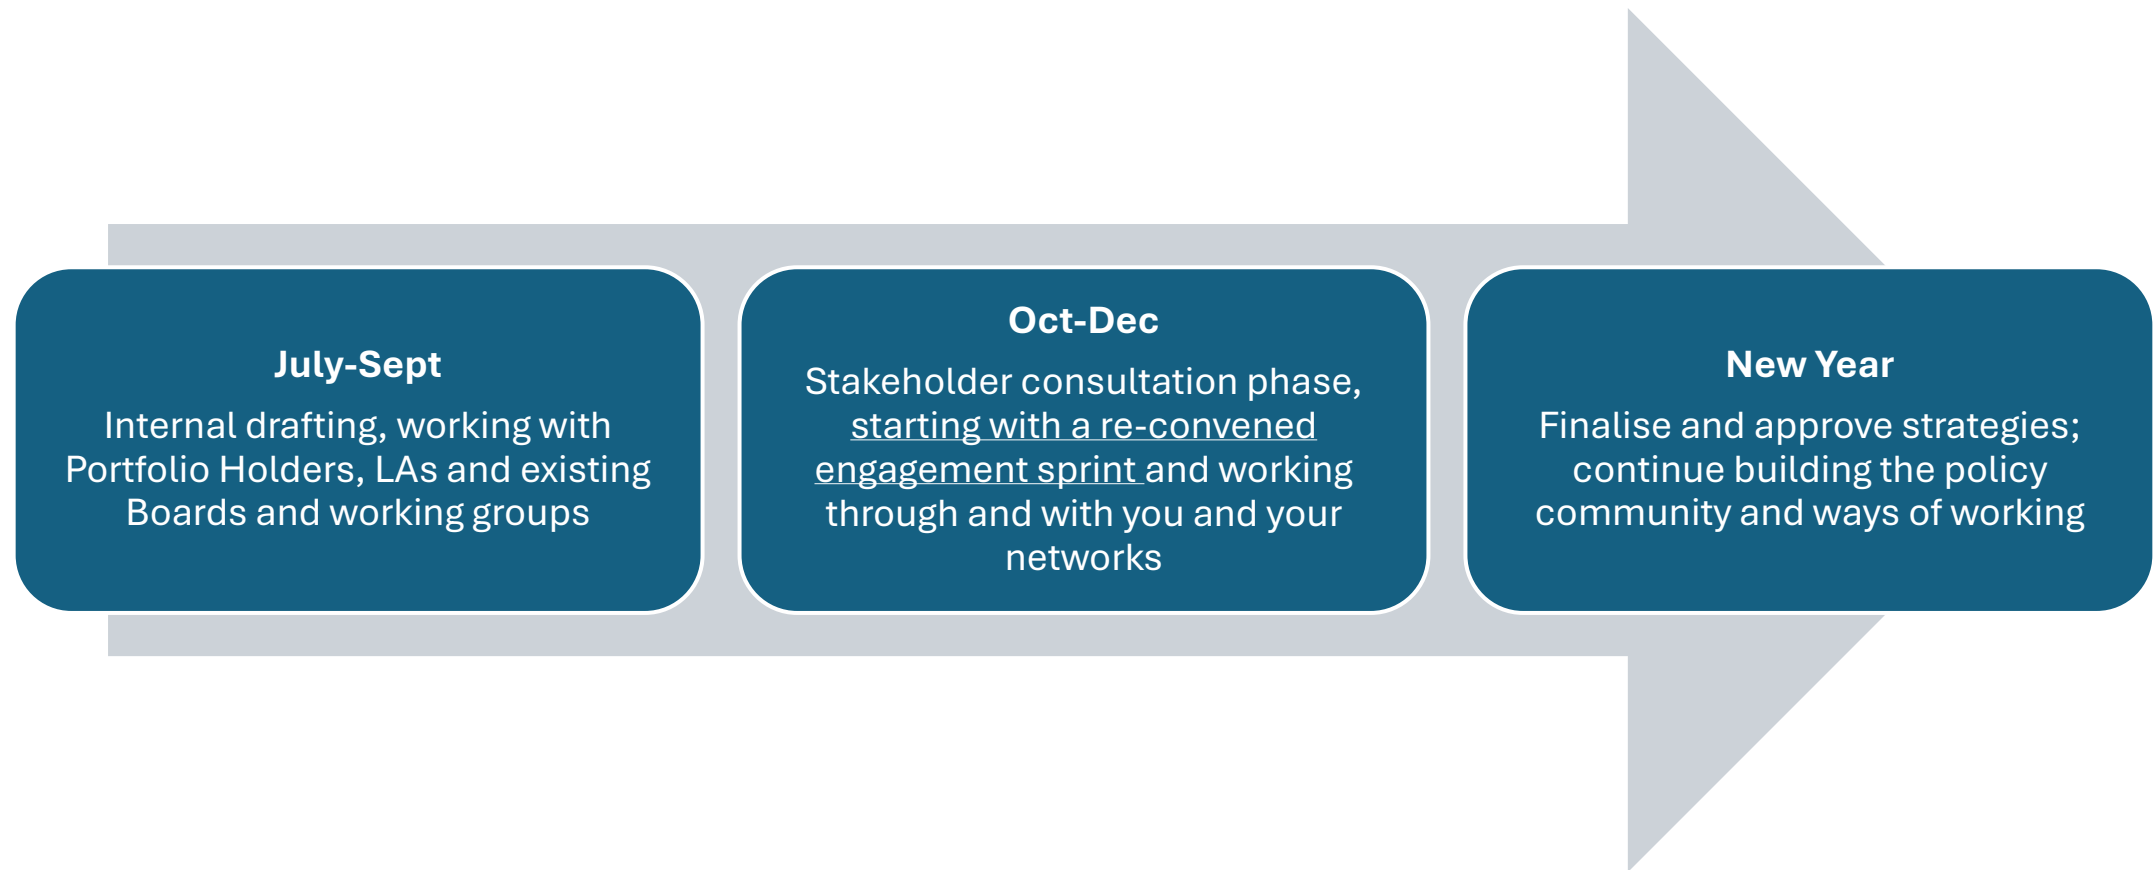 July-Sept
Internal drafting, working with
Portfolio Holders, LAs and existing
Boards and working groups
Oct-Dec
Stakeholder consultation phase,
starting with a re-convened
engagement sprint and working
through and with you and your
networks
New Year
Finalise and approve strategies;
continue building the policy
community and ways of working